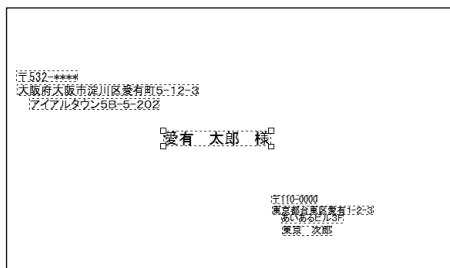 〒532-****
大阪府大阪市淀川区愛有町5-12-3
アイアルタウン5B-5-202
愛有 太郎 様
〒110-0000
東京都台東区愛有1-2-3
あいあるビル3F
東京 次郎